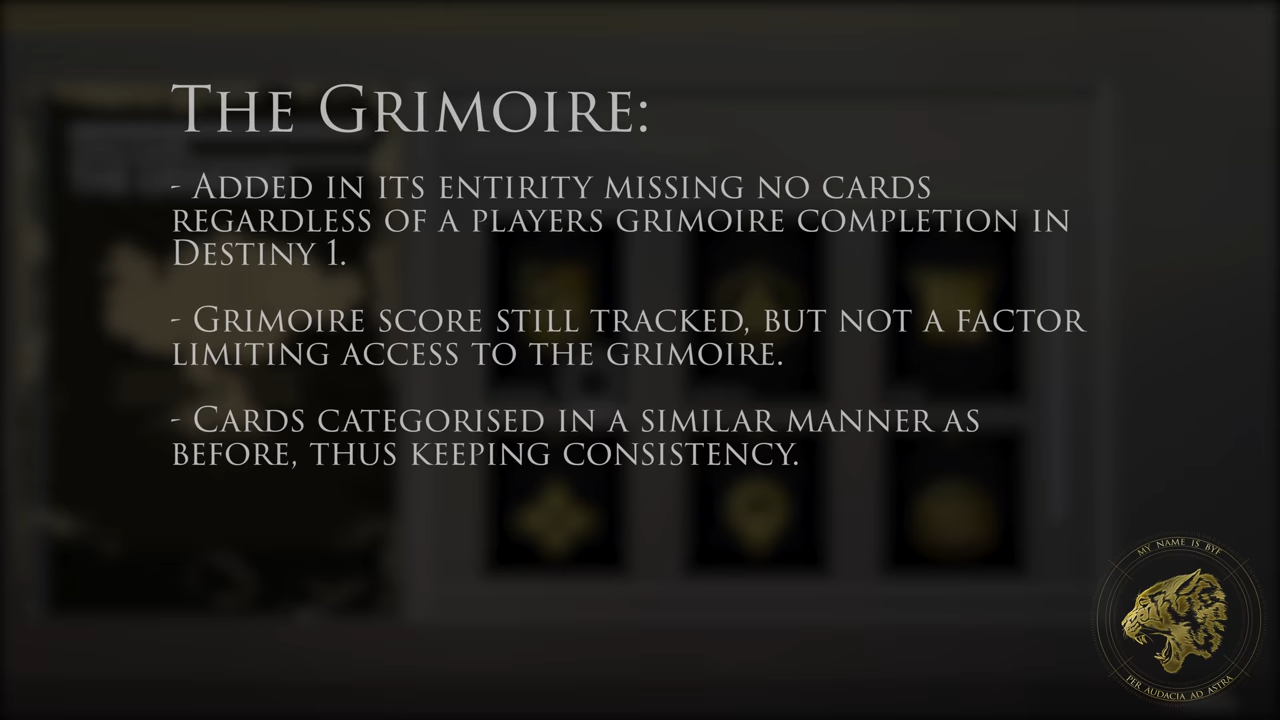 The Grimoire:
- Added in its entirity missing no cards
regardless of a players grimoire completion in
Destiny 1.
- Grimoire score still tracked, but not a factor
limiting access to the grimoire.
- Cards categorised in a similar manner as
before, thus keeping consistency.
MY NAME IS BYF
PER AUDACIA AD ASTRA